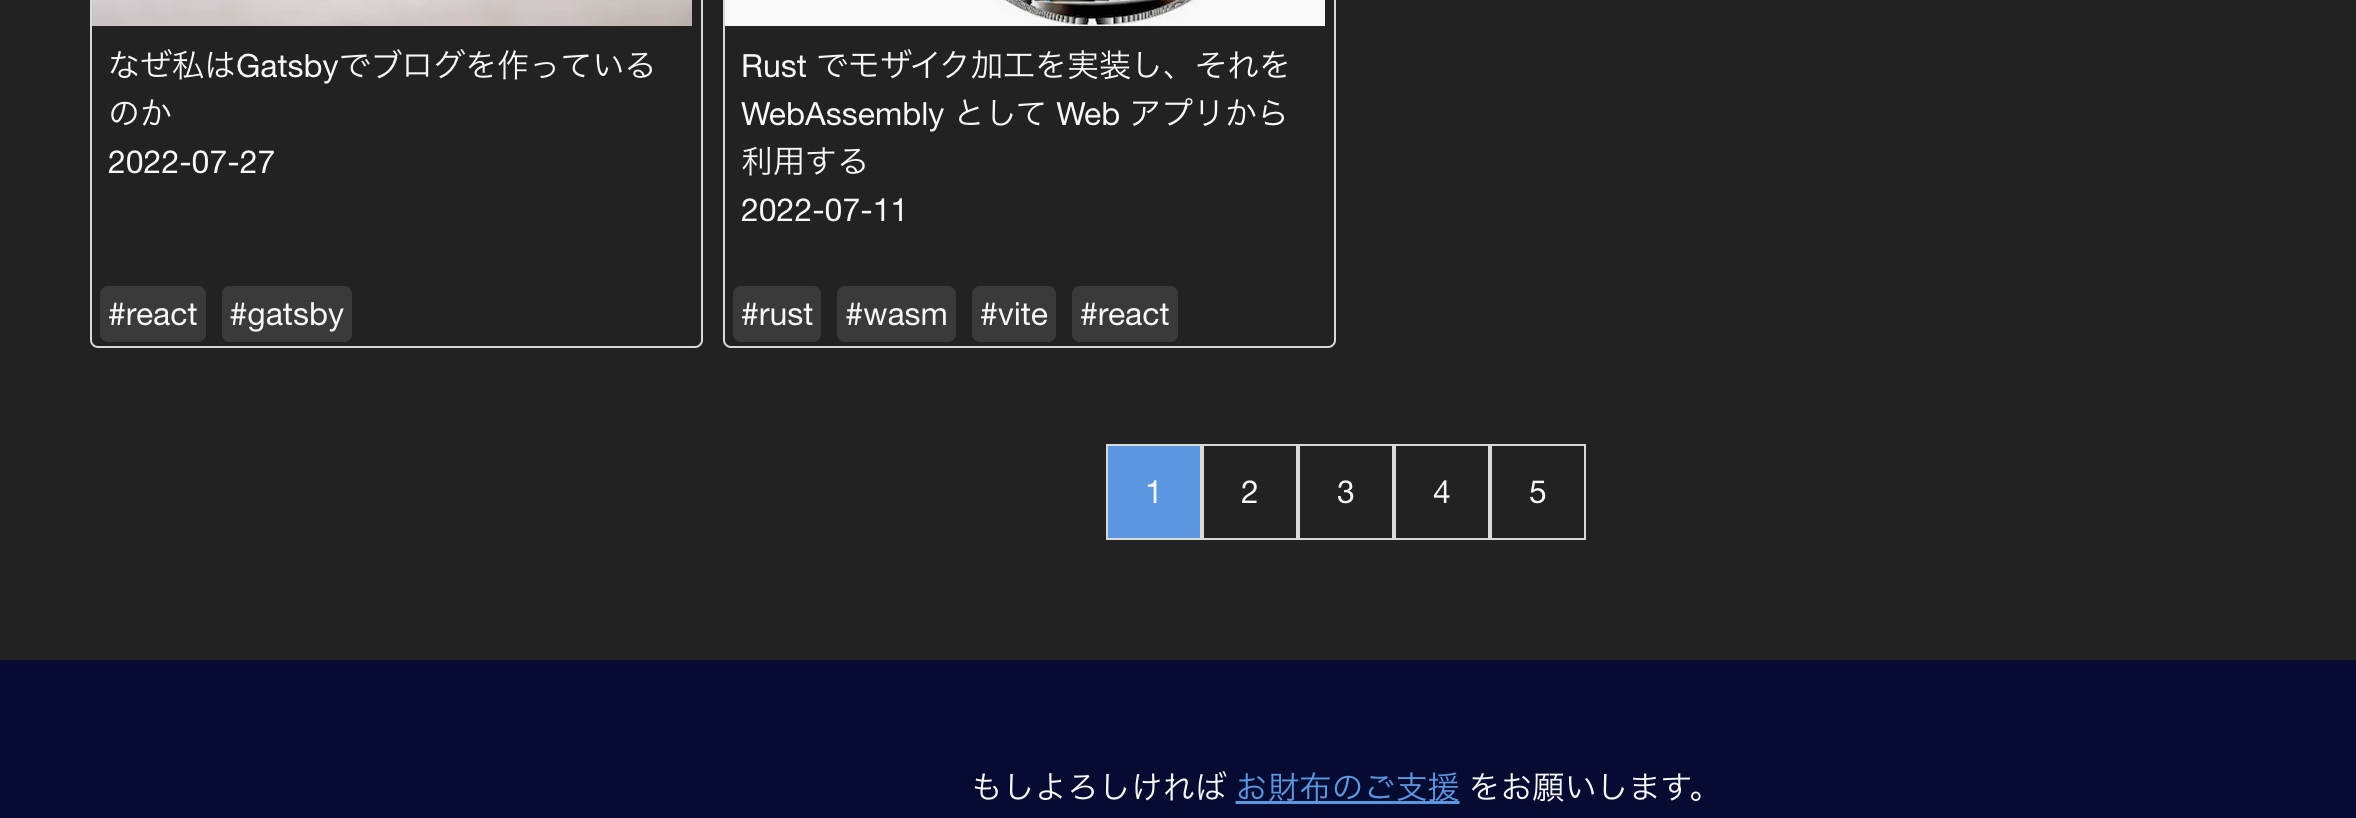 なぜ私はGatsbyでブログを作っている
のか
2022-07-27
#react #gatsby
Rust でモザイク加工を実装し、それを
WebAssembly として Web アプリから
利用する
2022-07-11
#rust #wasm #vite #react
1 2 3 4 5
もしよろしければ お財布のご支援 をお願いします。